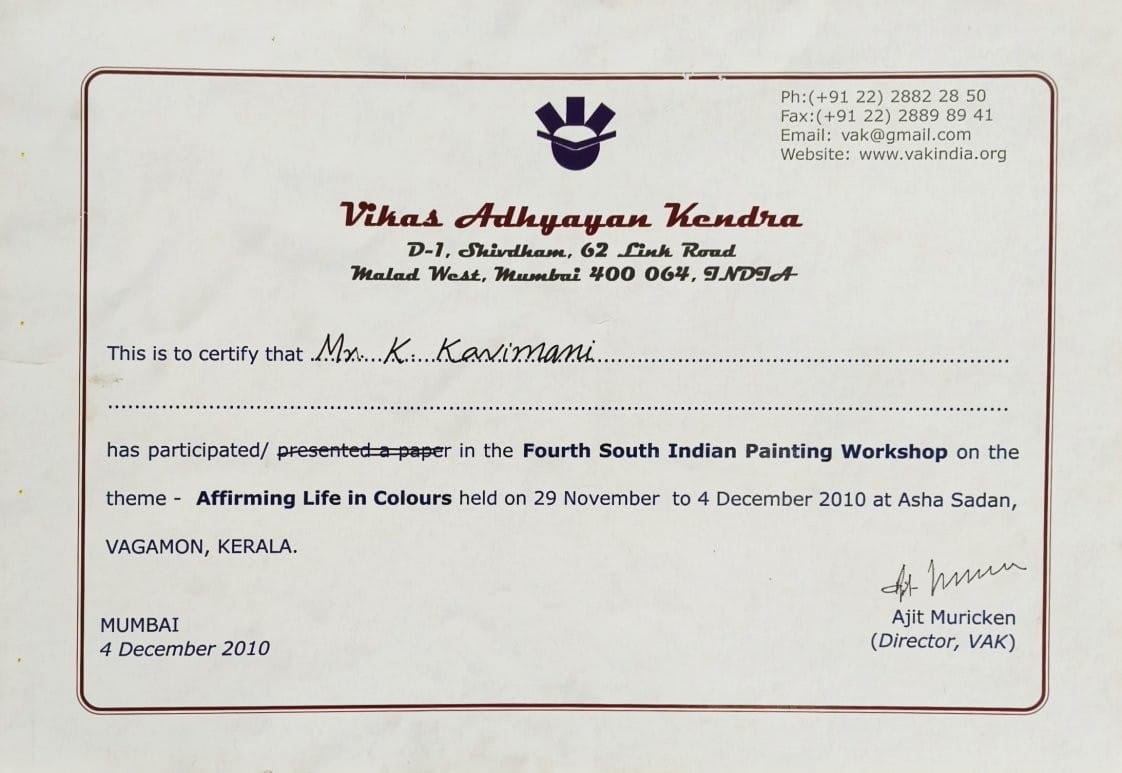 Ph:(+91 22) 2882 28 50
Fax:(+91 22) 2889 89 41
Email: vak@gmail.com
Website: www.vakindia.org
Vikas Adhyayan Kendra
D-1, Shivdham, 62 Link Road
Malad West, Mumbai 400 064, INDIA
This is to certify that Mr. K. Kavimani
has participated/ presented a paper in the Fourth South Indian Painting Workshop on the
theme - Affirming Life in Colours held on 29 November to 4 December 2010 at Asha Sadan,
VAGAMON, KERALA.
MUMBAI
4 December 2010
Ajit Muricken
(Director, VAK)